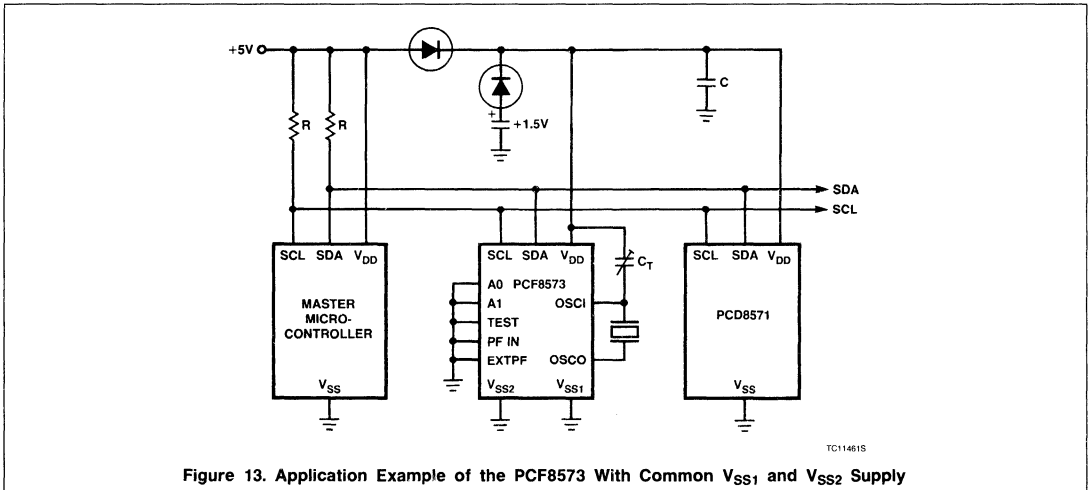 +5V
C
+
+1.5V
R
R
SDA
SCL
SCL SDA VDD
SCL SDA VDD
SCL SDA VDD
CT
A0 PCF8573
A1 OSCI
TEST
PF IN
EXTPF OSCO
VSS2 VSS1
MASTER
MICRO-
CONTROLLER
VSS
PCD8571
VSS
TC11461S
Figure 13. Application Example of the PCF8573 With Common VSS1 and VSS2 Supply